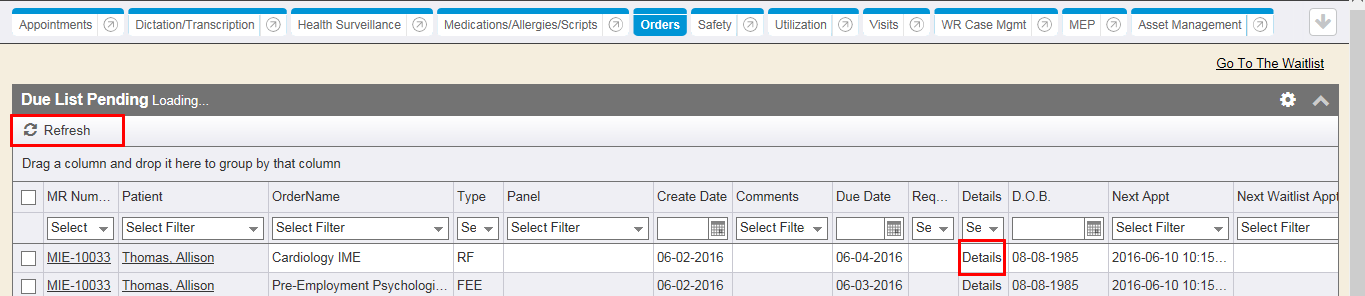 Appointments Dictation/Transcription Health Surveillance Medications/Allergies/Scripts Orders Safety Utilization Visits WR Case Mgmt MEP Asset Management
Go To The Waitlist
Due List Pending Loading...
Refresh
Drag a column and drop it here to group by that column
MR Num... Patient OrderName Type Panel Create Date Comments Due Date Req... Details D.O.B. Next Appt Next Waitlist Appt
Select Select Filter Select Filter Se Select Filter Select Filte Se Se Select Filter Select Filter
MIE-10033 Thomas, Allison Cardiology IME RF 06-02-2016 06-04-2016 Details 08-08-1985 2016-06-10 10:15...
MIE-10033 Thomas, Allison Pre-Employment Psychologi... FEE 06-02-2016 06-03-2016 Details 08-08-1985 2016-06-10 10:15...